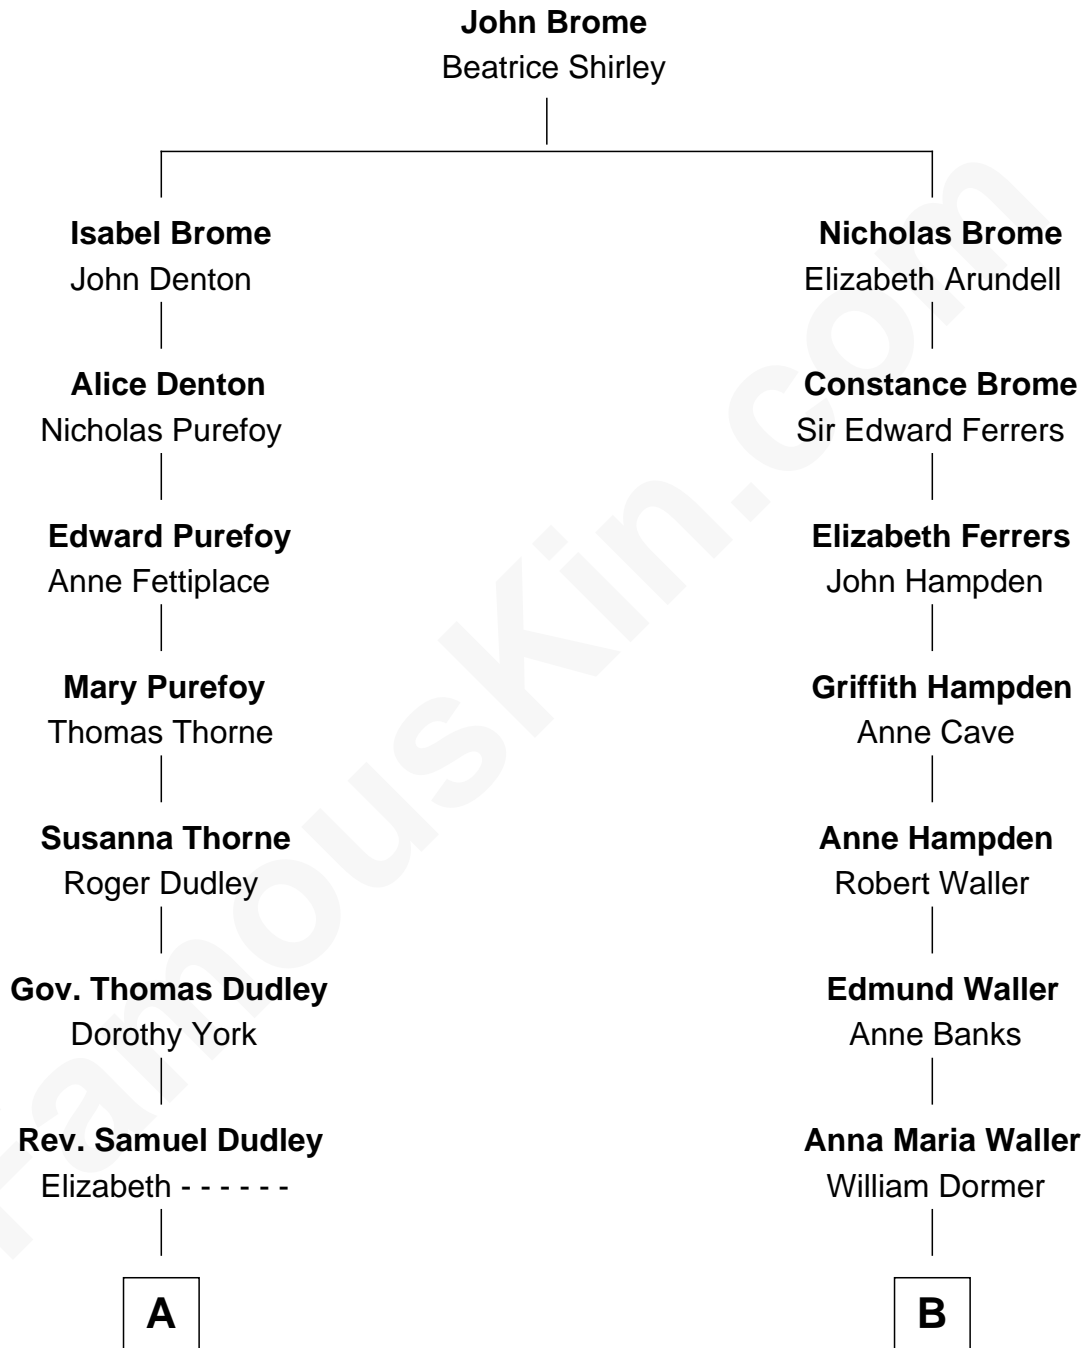 John Brome
Beatrice Shirley
Isabel Brome
John Denton
Nicholas Brome
Elizabeth Arundell
Alice Denton
Nicholas Purefoy
Constance Brome
Sir Edward Ferrers
Edward Purefoy
Anne Fettiplace
Elizabeth Ferrers
John Hampden
Mary Purefoy
Thomas Thorne
Griffith Hampden
Anne Cave
Susanna Thorne
Roger Dudley
Anne Hampden
Robert Waller
Gov. Thomas Dudley
Dorothy York
Edmund Waller
Anne Banks
Rev. Samuel Dudley
Elizabeth - - - - - -
Anna Maria Waller
William Dormer
A
B
FamousKin.com